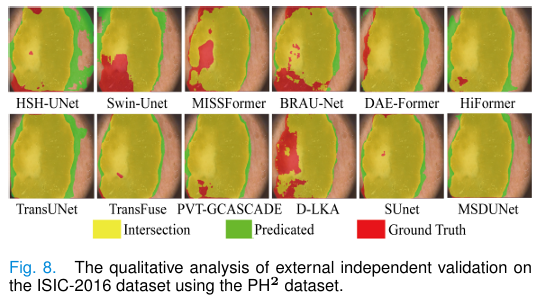 HSH-UNet Swin-Unet MISSFormer BRAU-Net DAE-Former HiFormer
TransUNet TransFuse PVT-GCASCADE D-LKA SUnet MSDUNet
Intersection Predicated Ground Truth
Fig. 8. The qualitative analysis of external independent validation on
the ISIC-2016 dataset using the PH² dataset.